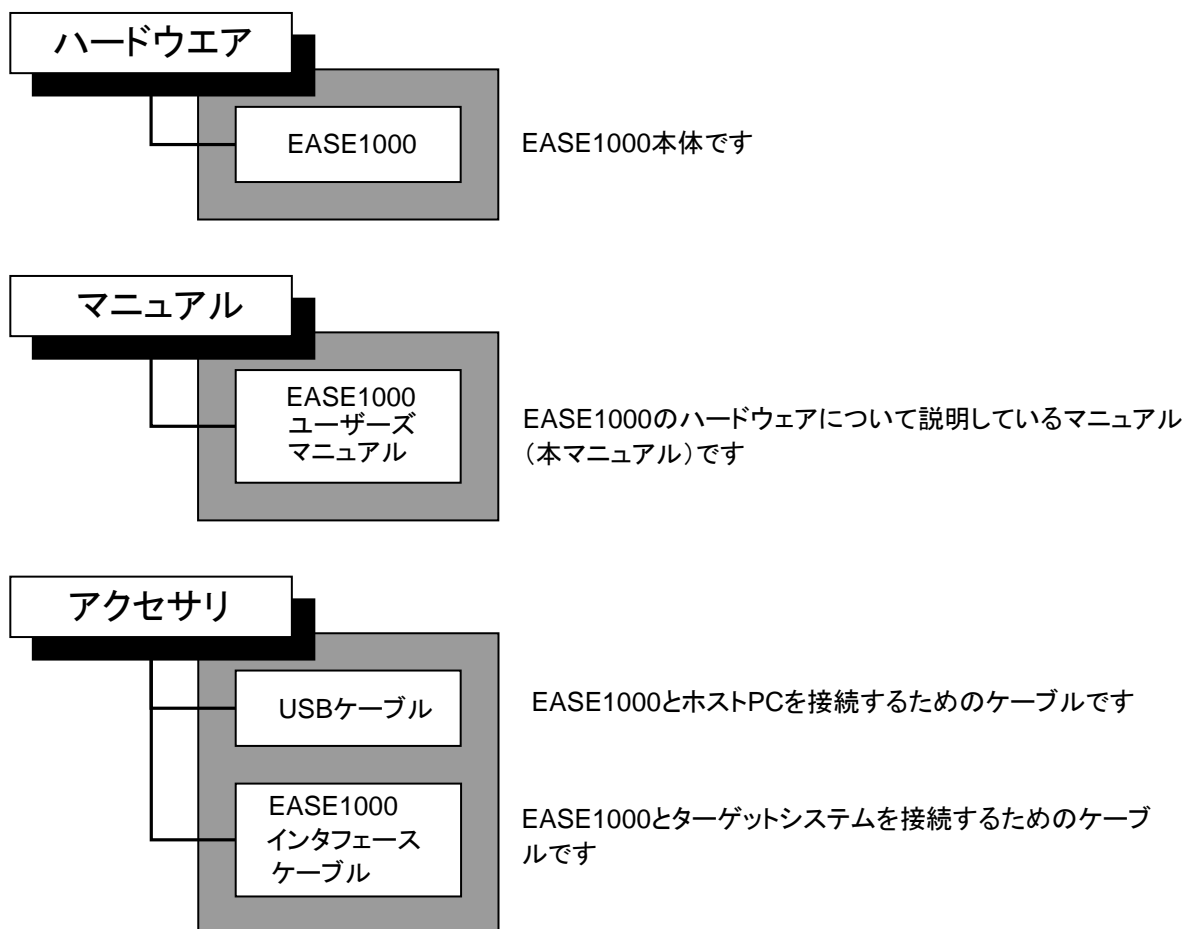 ハードウエア
EASE1000
EASE1000本体です
マニュアル
EASE1000
ユーザーズ
マニュアル
EASE1000のハードウェアについて説明しているマニュアル
（本マニュアル）です
アクセサリ
USBケーブル
EASE1000とホストPCを接続するためのケーブルです
EASE1000
インタフェース
ケーブル
EASE1000とターゲットシステムを接続するためのケーブ
ルです